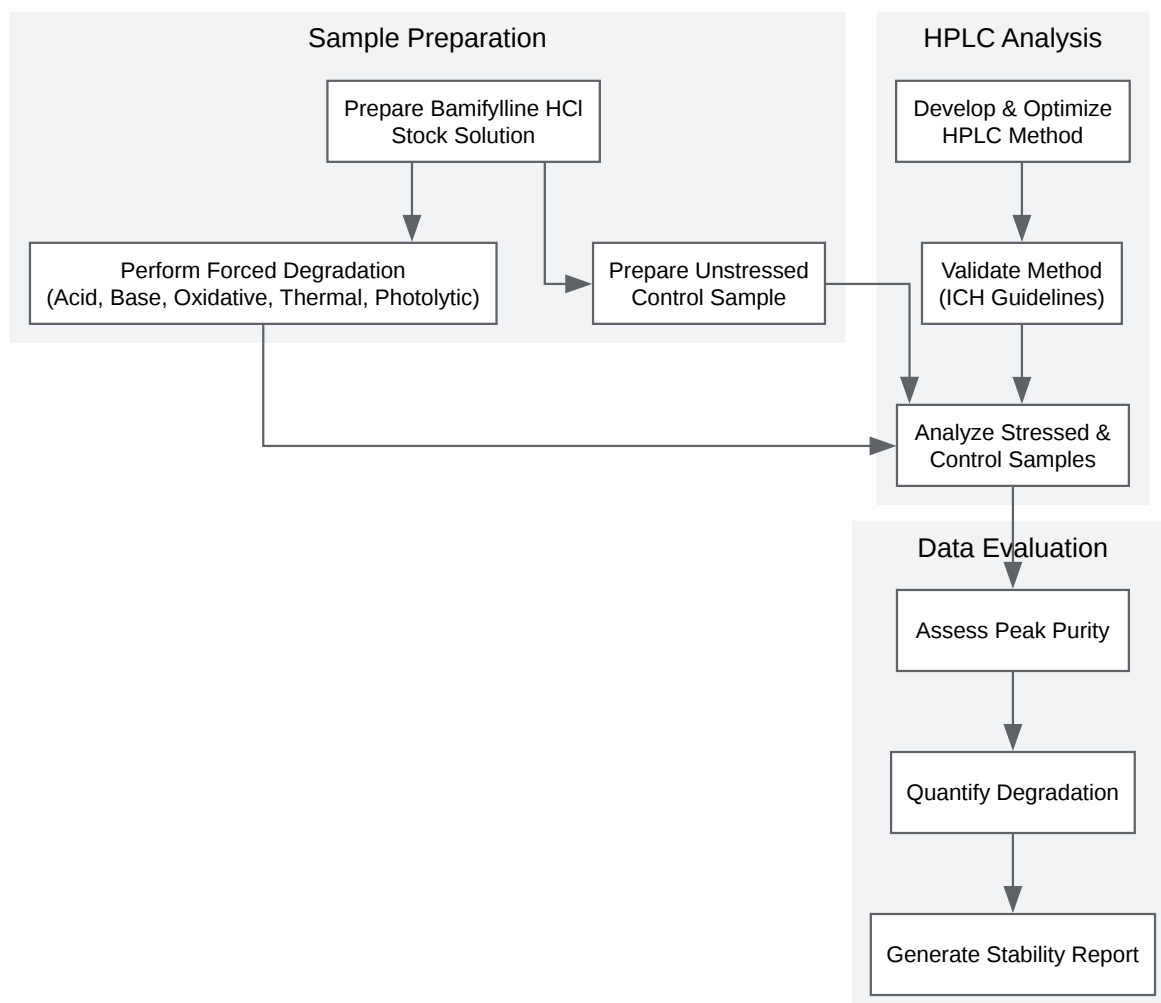 Sample Preparation
Prepare Bamifylline HCl
Stock Solution
Perform Forced Degradation
(Acid, Base, Oxidative, Thermal, Photolytic)
Prepare Unstressed
Control Sample
HPLC Analysis
Develop & Optimize
HPLC Method
Validate Method
(ICH Guidelines)
Analyze Stressed &
Control Samples
Data Evaluation
Assess Peak Purity
Quantify Degradation
Generate Stability Report